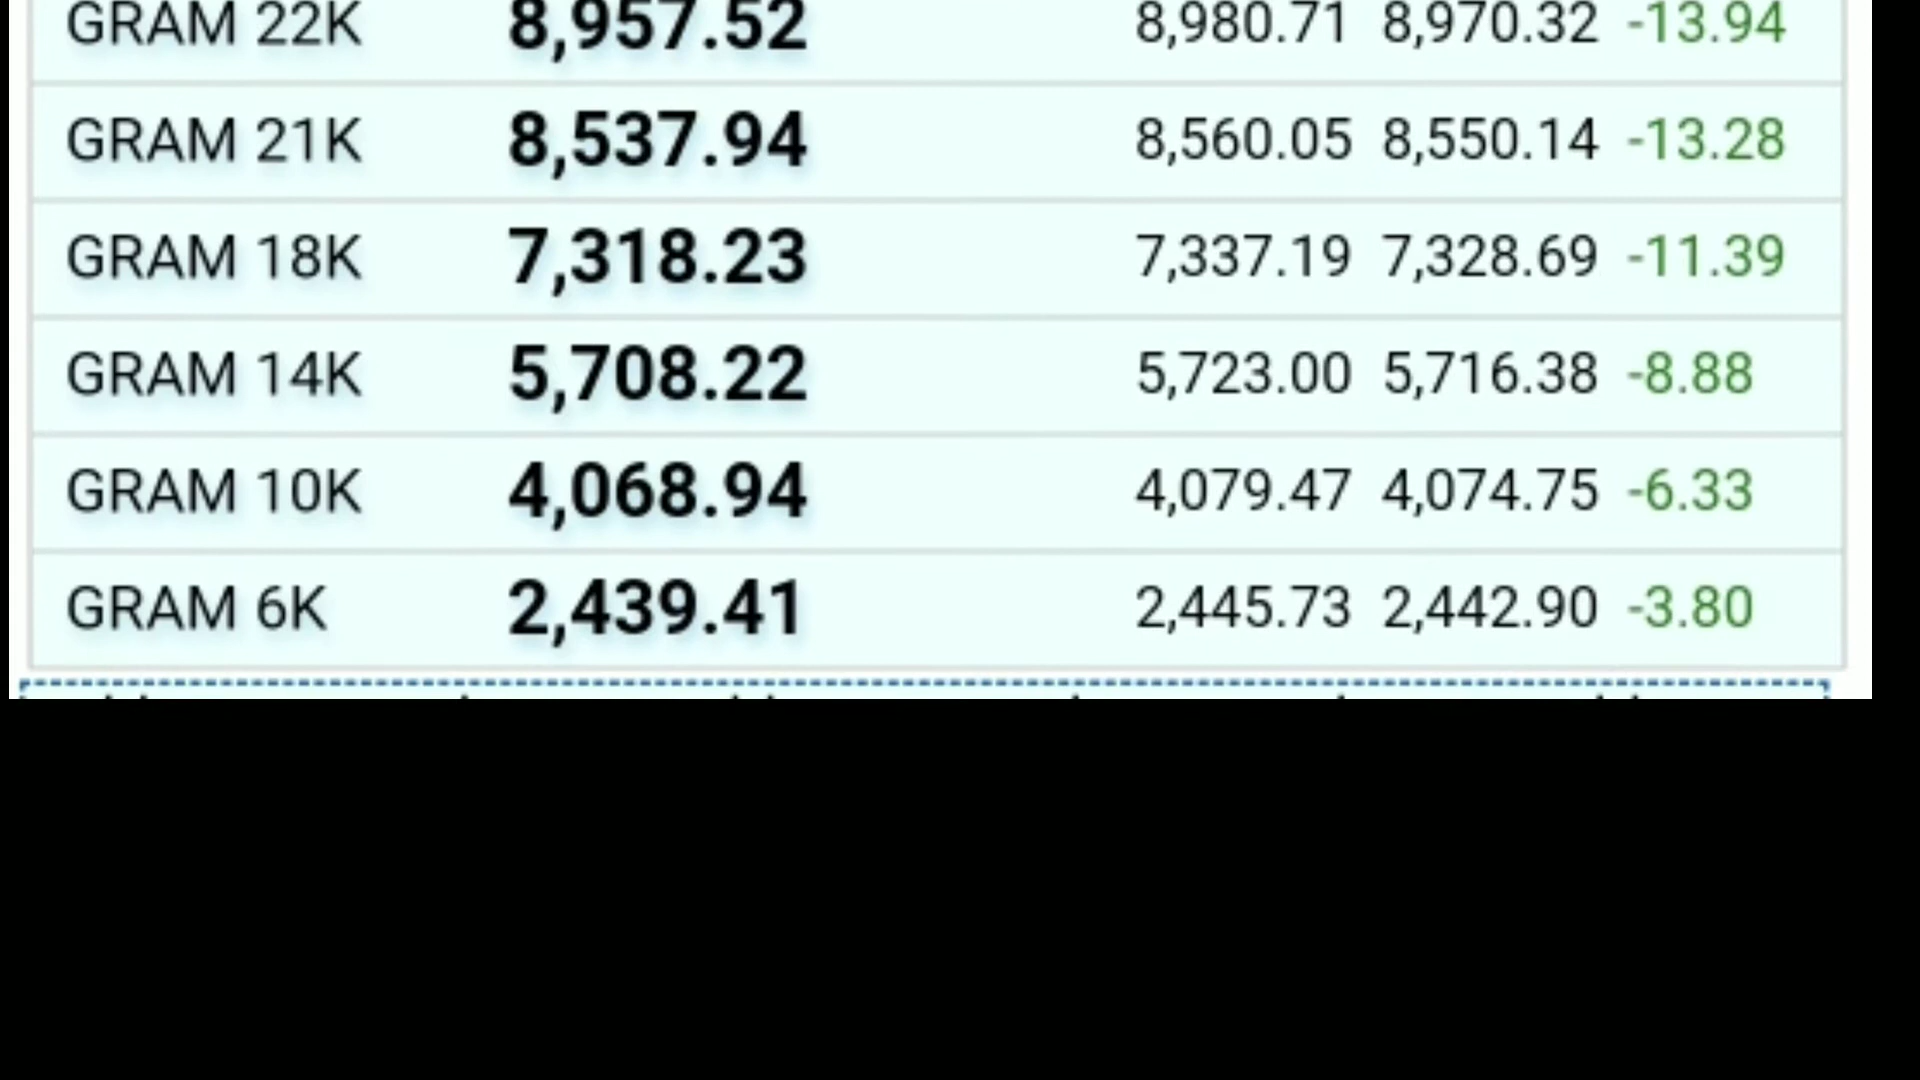 GRAM 22K 8,957.52 8,980.71 8,970.32 -13.94
GRAM 21K 8,537.94 8,560.05 8,550.14 -13.28
GRAM 18K 7,318.23 7,337.19 7,328.69 -11.39
GRAM 14K 5,708.22 5,723.00 5,716.38 -8.88
GRAM 10K 4,068.94 4,079.47 4,074.75 -6.33
GRAM 6K 2,439.41 2,445.73 2,442.90 -3.80